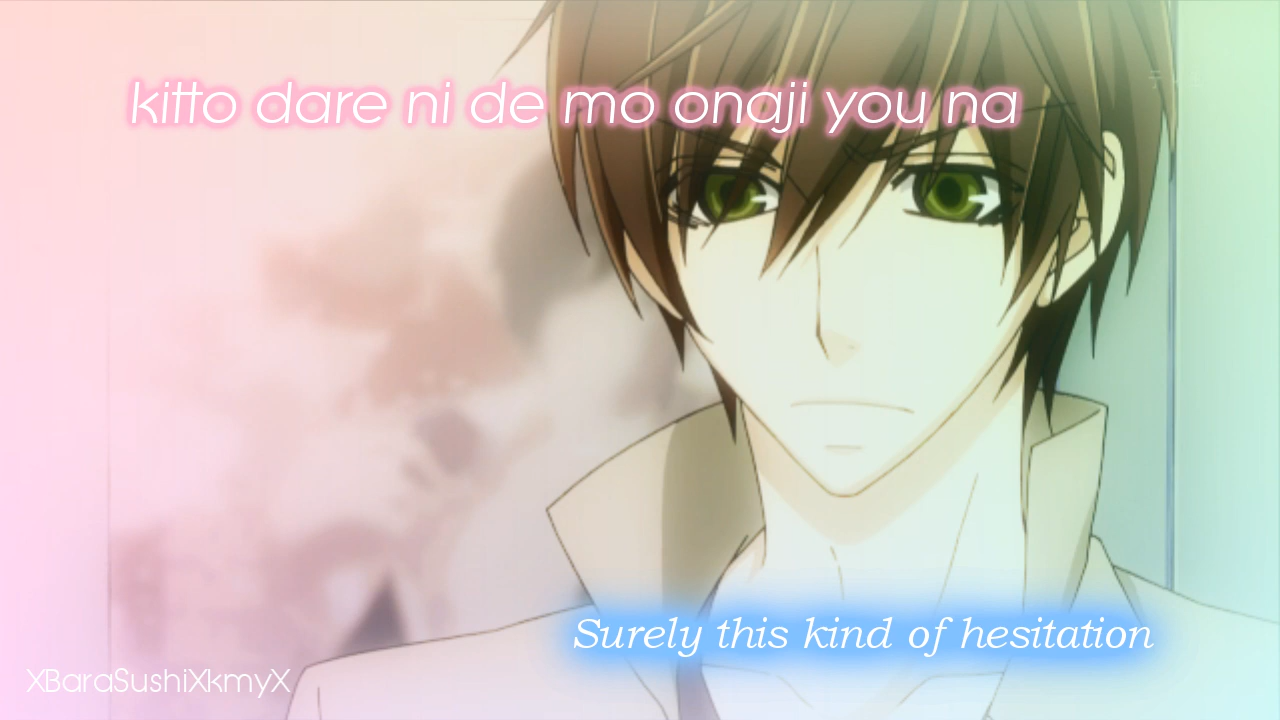 kitto dare ni de mo onaji you na
Surely this kind of hesitation
XBaraSushiXkmyX